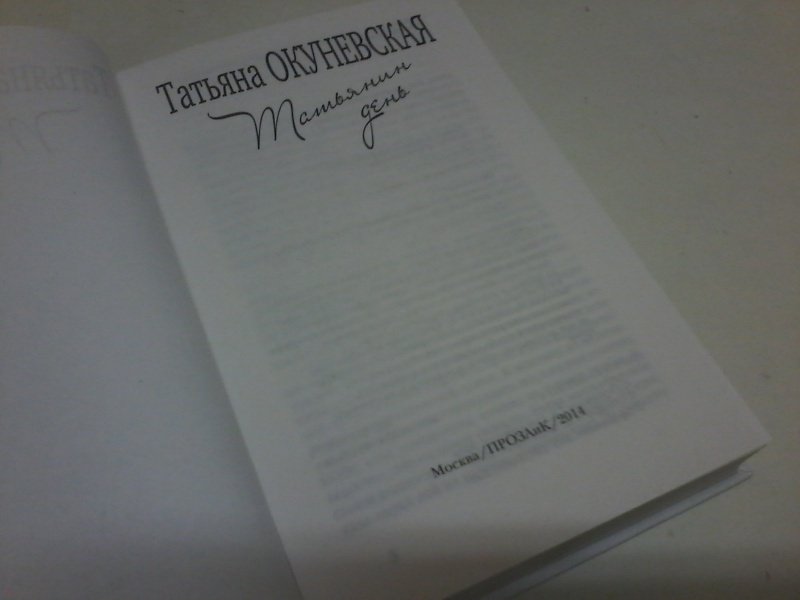 Татьяна ОКУНЕВСКАЯ
Татьянин
день
Москва/ПРОЗАиК/2014